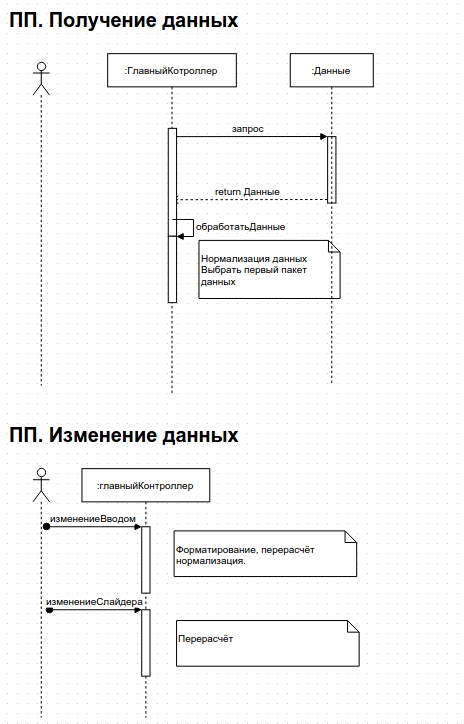 ПП. Получение данных
:ГлавныйКотроллер
:Данные
запрос
return Данные
обработатьДанные
Нормализация данных
Выбрать первый пакет
данных
ПП. Изменение данных
:главныйКонтроллер
изменениеВводом
Форматирование, перерасчёт
нормализация.
изменениеСлайдера
Перерасчёт